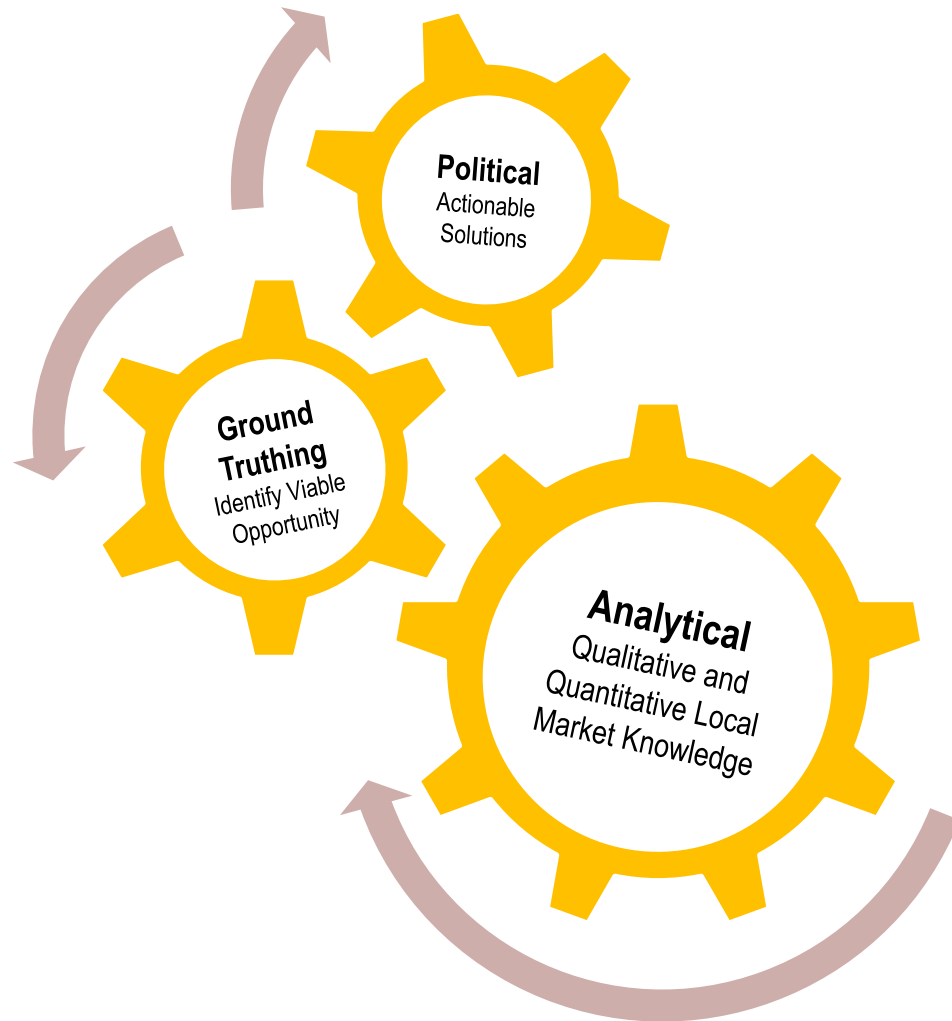 Political
Actionable
Solutions
Ground
Truthing
Identify Viable
Opportunity
Analytical
Qualitative and
Quantitative Local
Market Knowledge